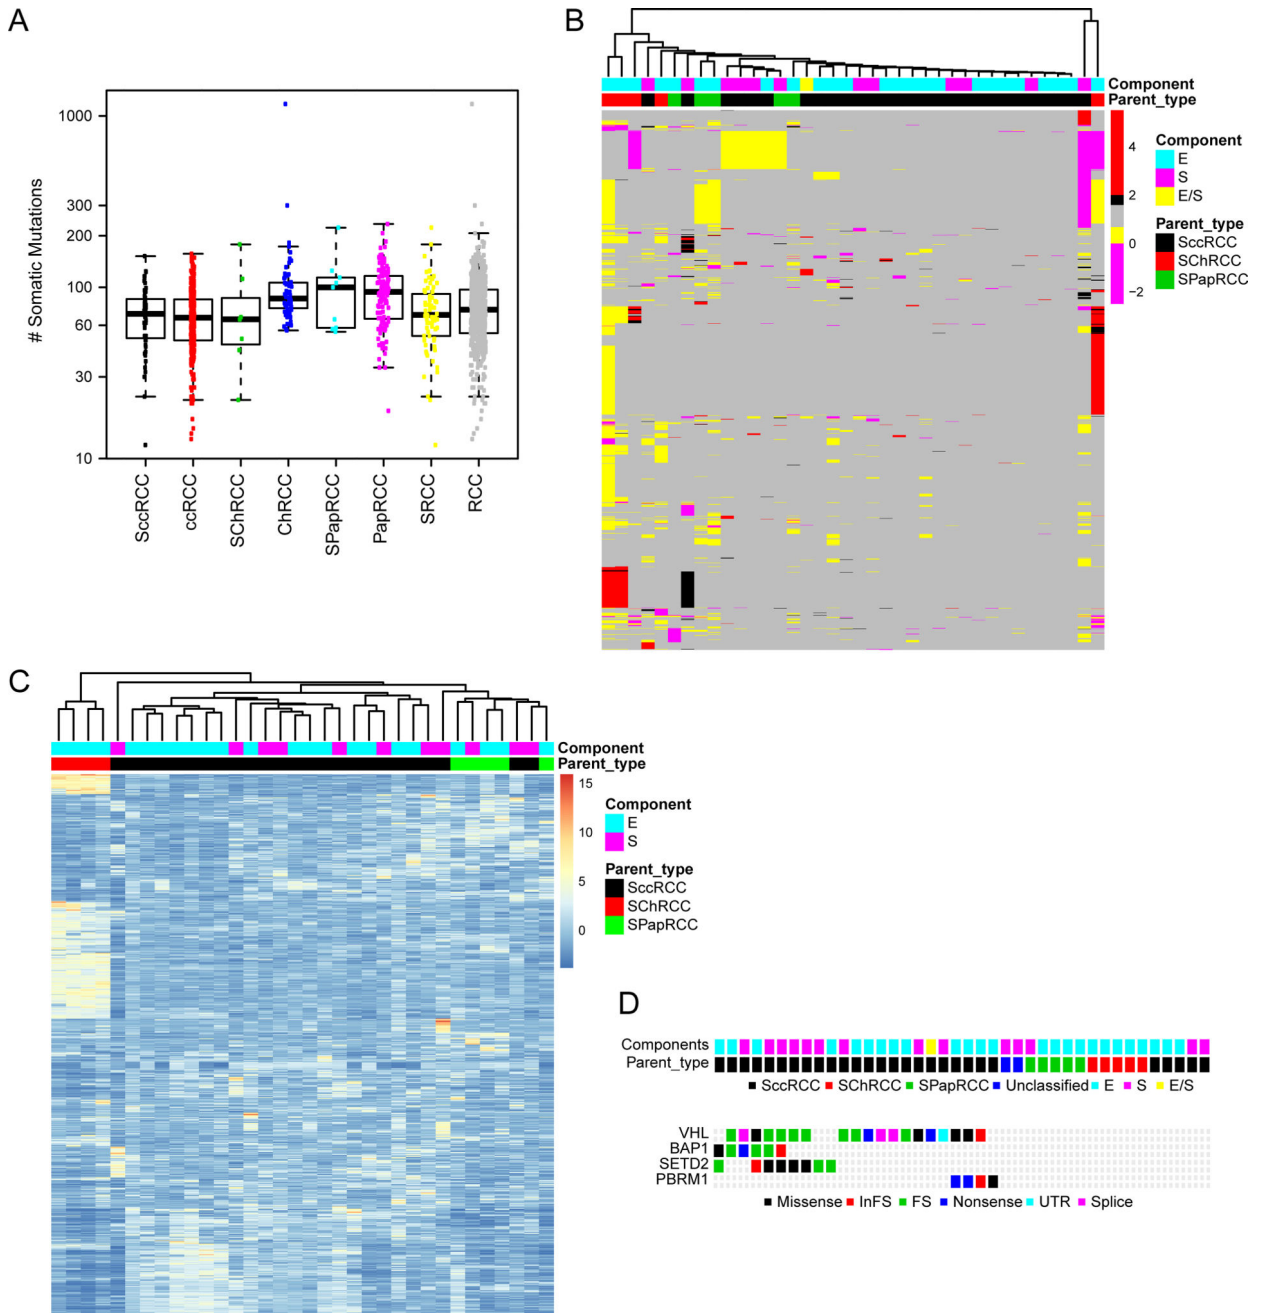 A
# Somatic Mutations
1000
300
200
100
60
30
10
SccRCC
ccRCC
SChRCC
ChRCC
SPapRCC
PapRCC
SRCC
RCC
B
Component
Parent_type
4
2
0
−2
Component
E
S
E/S
Parent_type
SccRCC
SChRCC
SPapRCC
C
Component
Parent_type
15
10
5
0
Component
E
S
Parent_type
SccRCC
SChRCC
SPapRCC
D
Components
Parent_type
SccRCC SChRCC SPapRCC Unclassified E S E/S
VHL
BAP1
SETD2
PBRM1
Missense InFS FS Nonsense UTR Splice